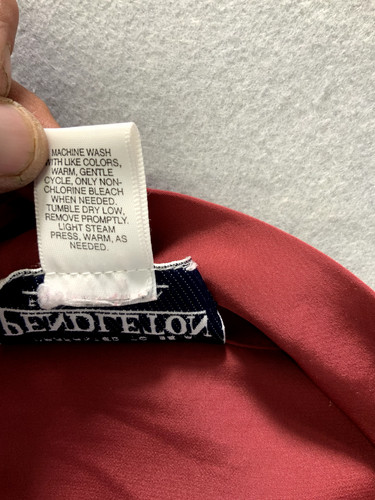 MACHINE WASH
WITH LIKE COLORS,
WARM, GENTLE
CYCLE, ONLY NON-
CHLORINE BLEACH
WHEN NEEDED.
TUMBLE DRY LOW,
REMOVE PROMPTLY.
LIGHT STEAM
PRESS, WARM, AS
NEEDED.
PENDLETON